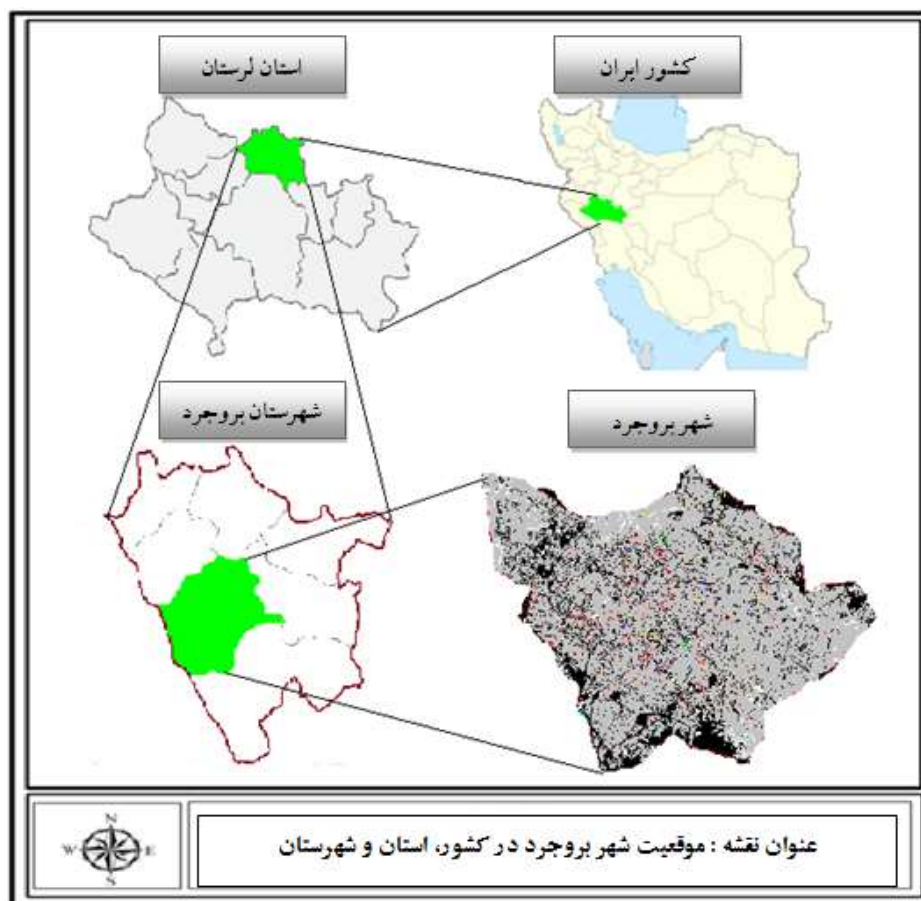 کشور ایران
استان لرستان
شهرستان بروجرد
شهر بروجرد
N
W E
S
عنوان نقشه : موقعیت شهر بروجرد در کشور، استان و شهرستان